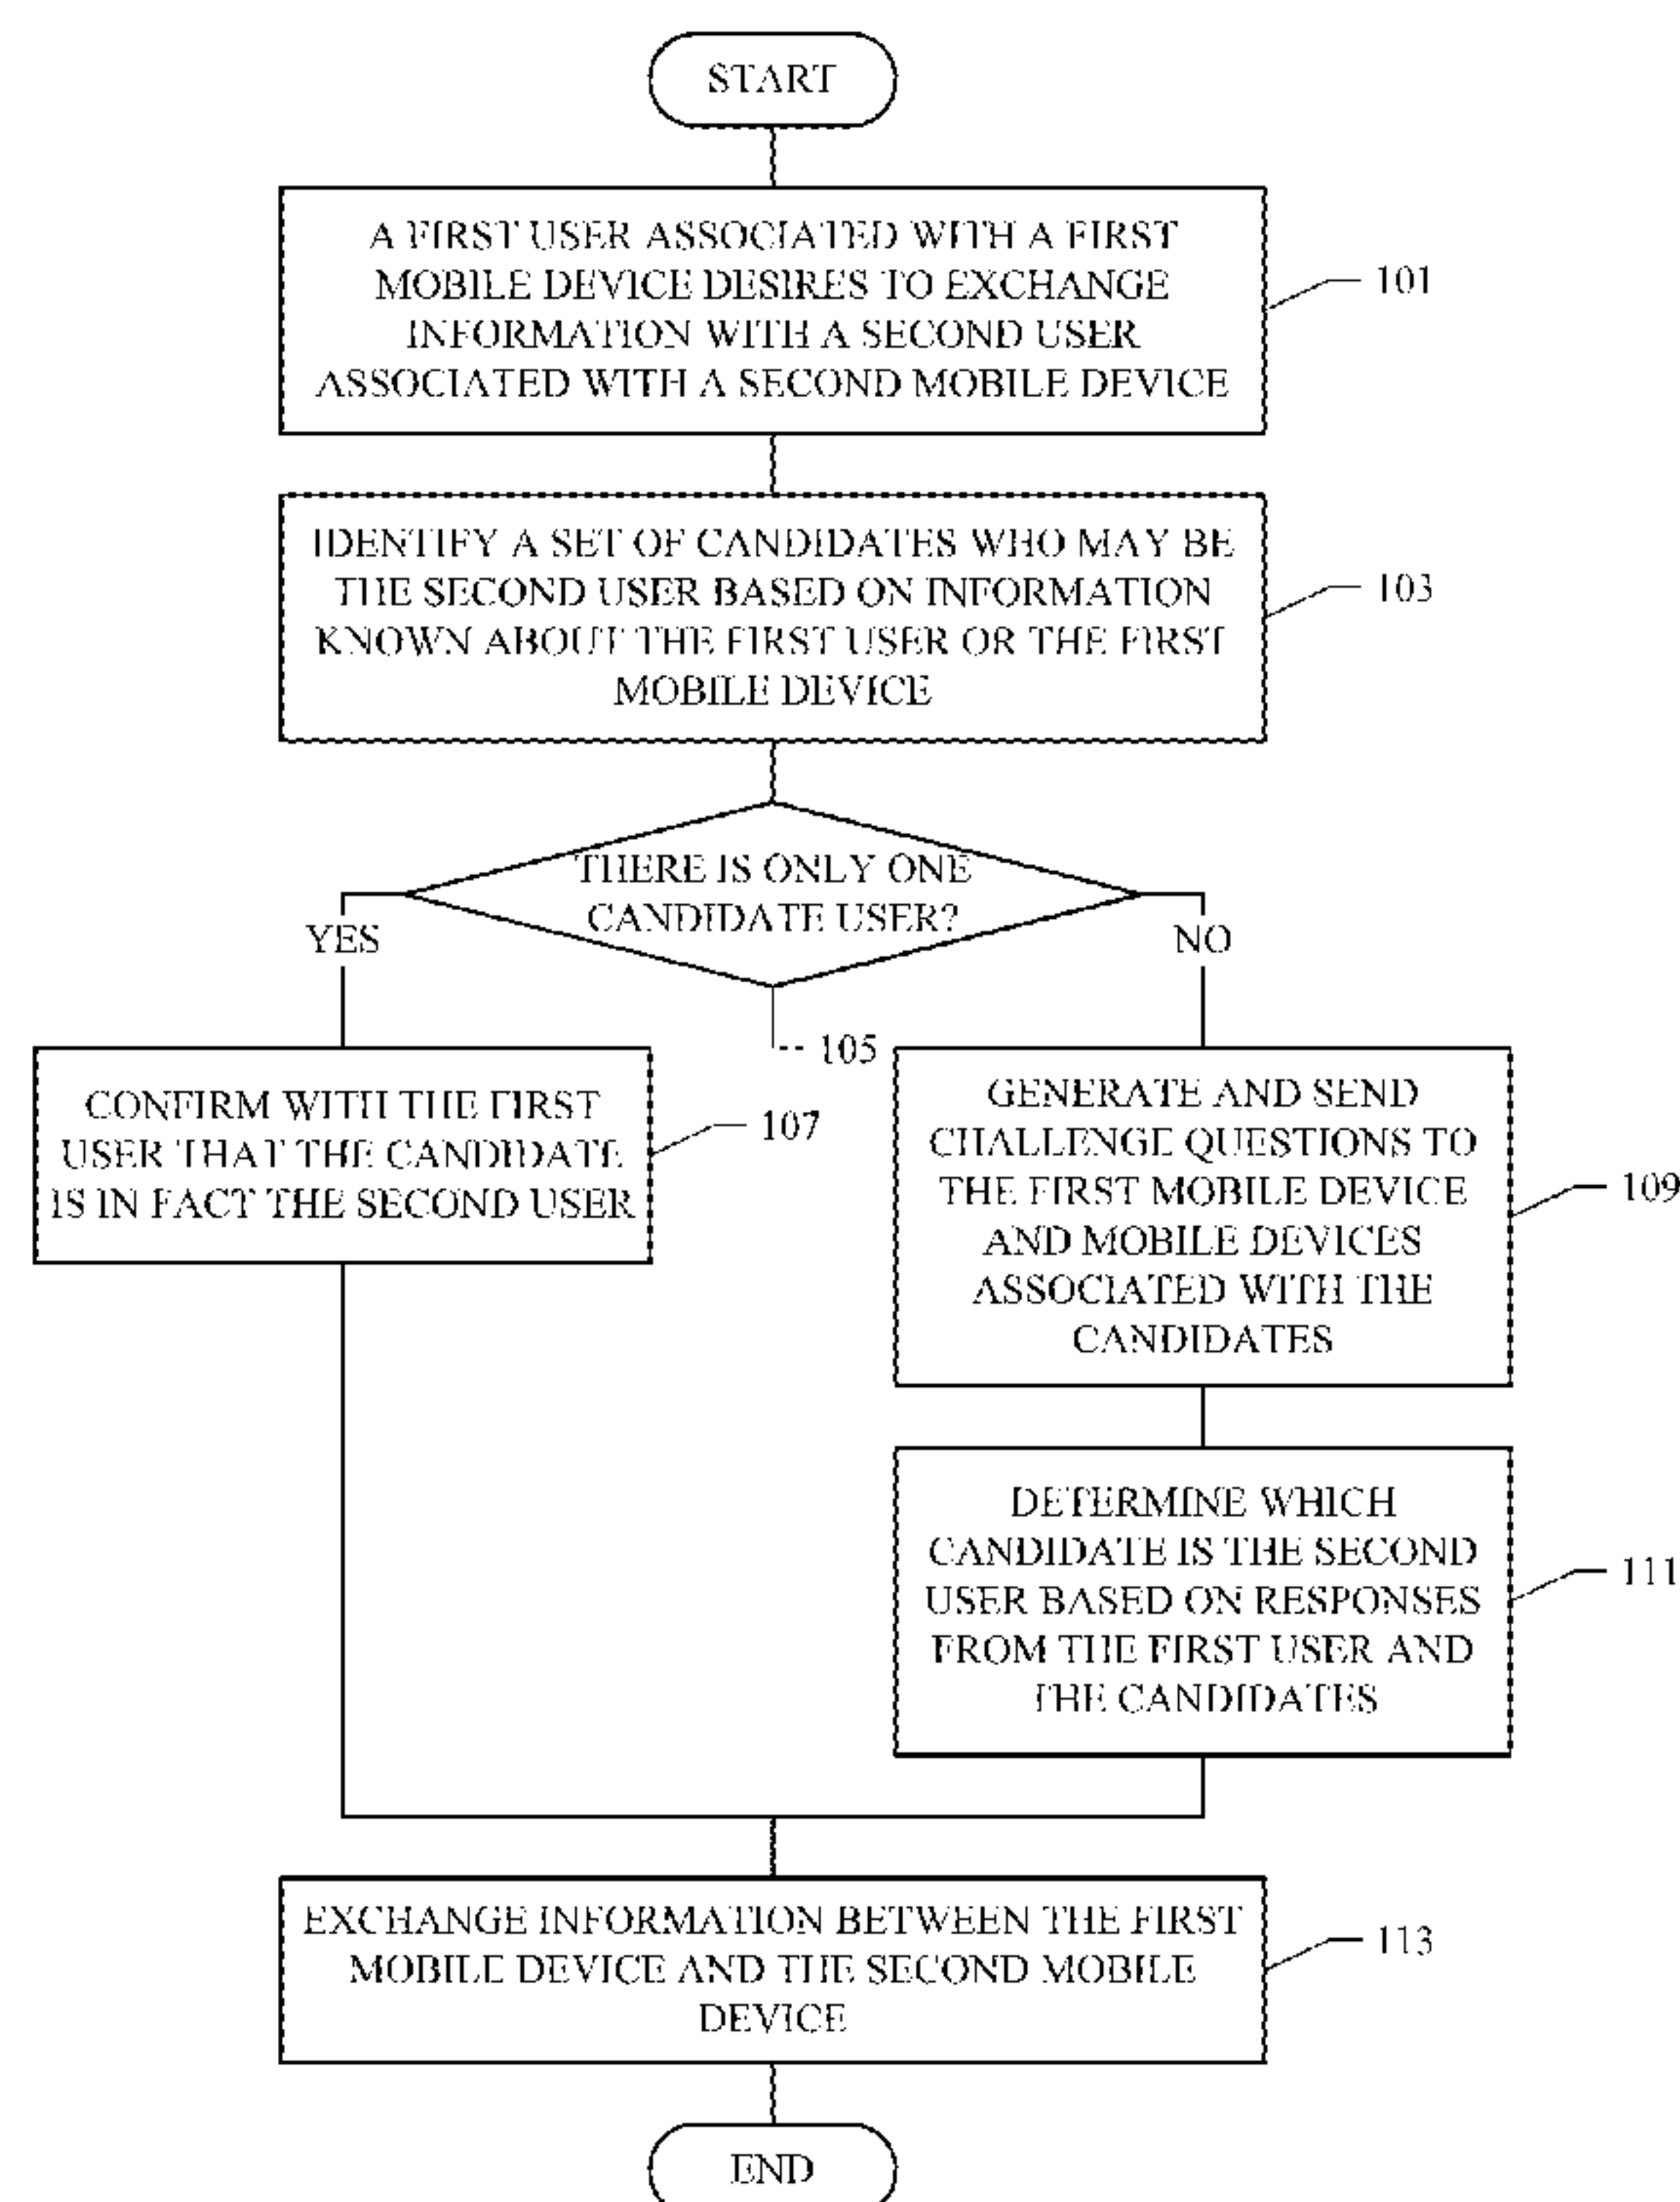 START
A FIRST USER ASSOCIATED WITH A FIRST
MOBILE DEVICE DESIRES TO EXCHANGE
INFORMATION WITH A SECOND USER
ASSOCIATED WITH A SECOND MOBILE DEVICE
101
IDENTIFY A SET OF CANDIDATES WHO MAY BE
THE SECOND USER BASED ON INFORMATION
KNOWN ABOUT THE FIRST USER OR THE FIRST
MOBILE DEVICE
103
THERE IS ONLY ONE
CANDIDATE USER?
YES
NO
105
CONFIRM WITH THE FIRST
USER THAT THE CANDIDATE
IS IN FACT THE SECOND USER
107
GENERATE AND SEND
CHALLENGE QUESTIONS TO
THE FIRST MOBILE DEVICE
AND MOBILE DEVICES
ASSOCIATED WITH THE
CANDIDATES
109
DETERMINE WHICH
CANDIDATE IS THE SECOND
USER BASED ON RESPONSES
FROM THE FIRST USER AND
THE CANDIDATES
111
EXCHANGE INFORMATION BETWEEN THE FIRST
MOBILE DEVICE AND THE SECOND MOBILE
DEVICE
113
END